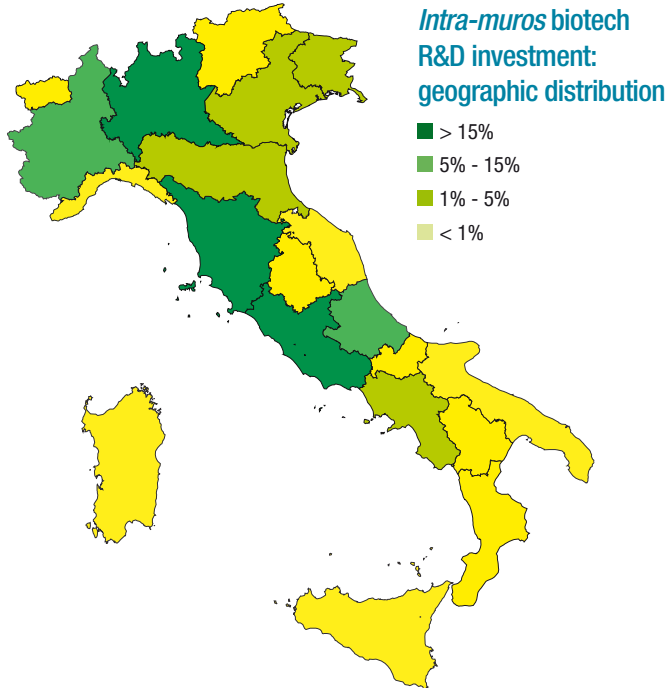 Intra-muros biotech
R&D investment:
geographic distribution
> 15%
5% - 15%
1% - 5%
< 1%